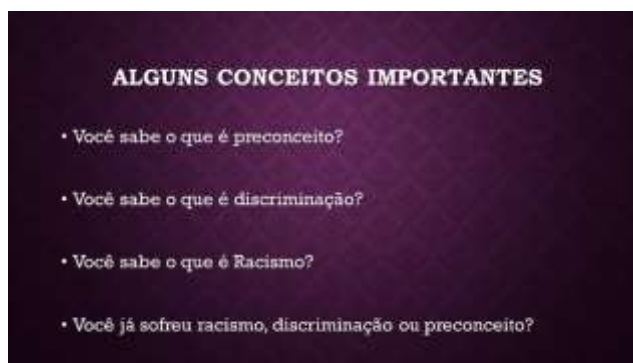 ALGUNS CONCEITOS IMPORTANTES
• Você sabe o que é preconceito?
• Você sabe o que é discriminação?
• Você sabe o que é Racismo?
• Você já sofreu racismo, discriminação ou preconceito?